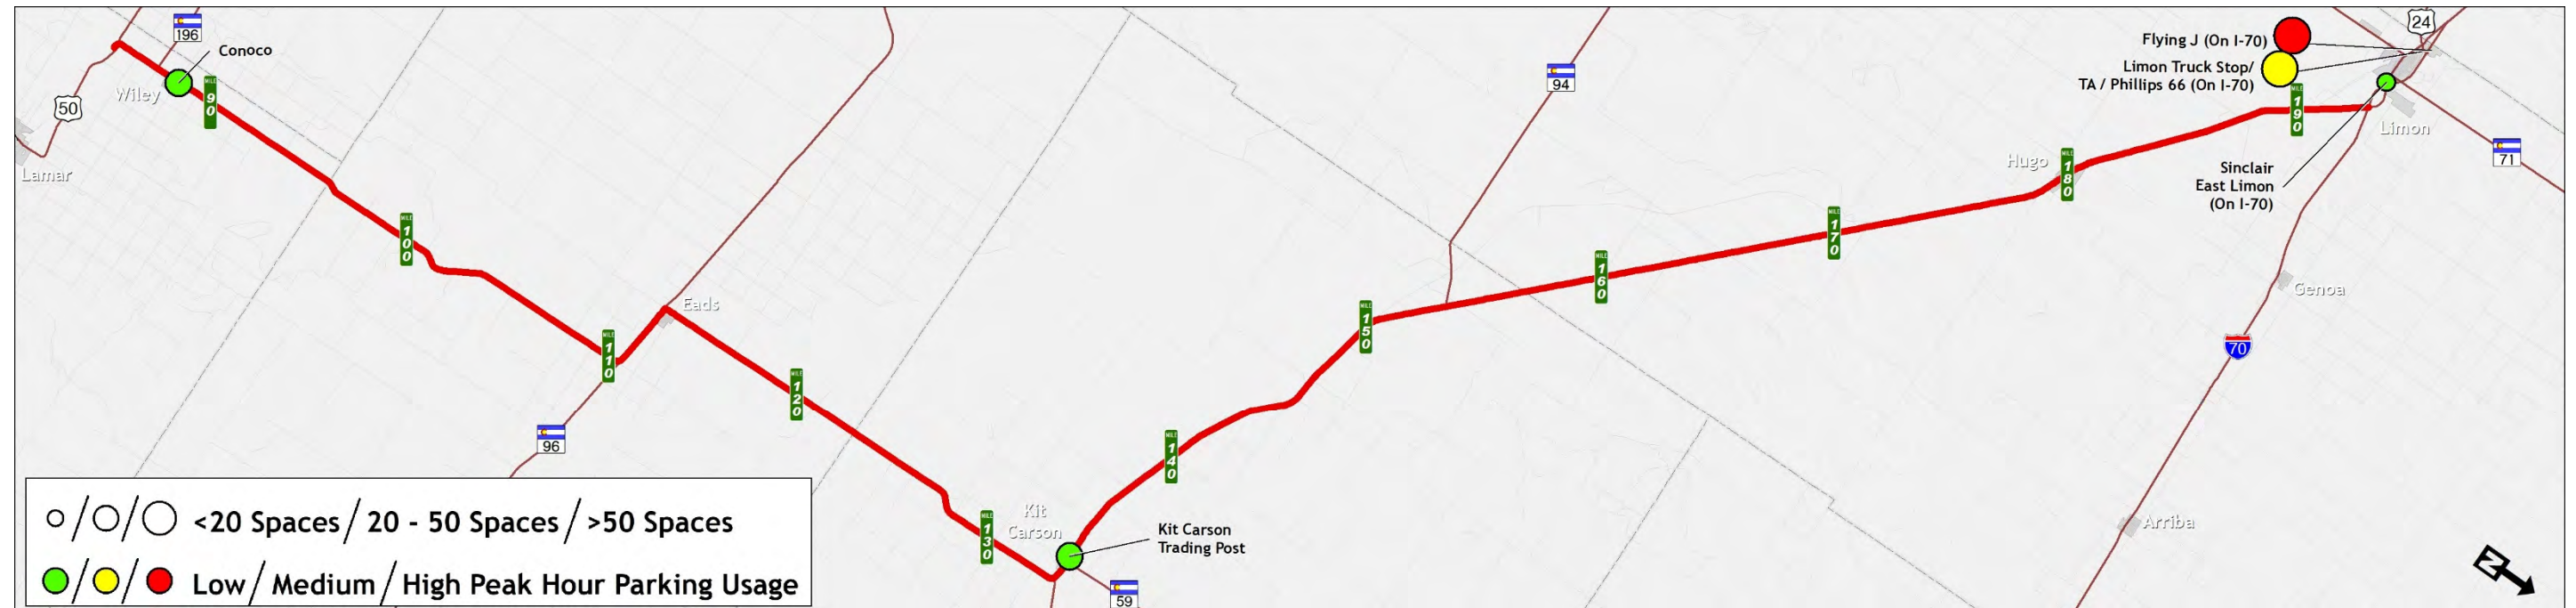 196
Conoco
Wiley
MILE 90
50
Lamar
MILE 100
MILE 110
Eads
96
MILE 120
MILE 130
Kit
Carson
Kit Carson
Trading Post
59
MILE 140
MILE 150
94
MILE 160
MILE 170
Hugo
MILE 180
MILE 190
Flying J (On I-70)
Limon Truck Stop/
TA / Phillips 66 (On I-70)
24
Limon
71
Sinclair
East Limon
(On I-70)
Genoa
70
Arriba
N
<20 Spaces / 20 - 50 Spaces / >50 Spaces
Low / Medium / High Peak Hour Parking Usage